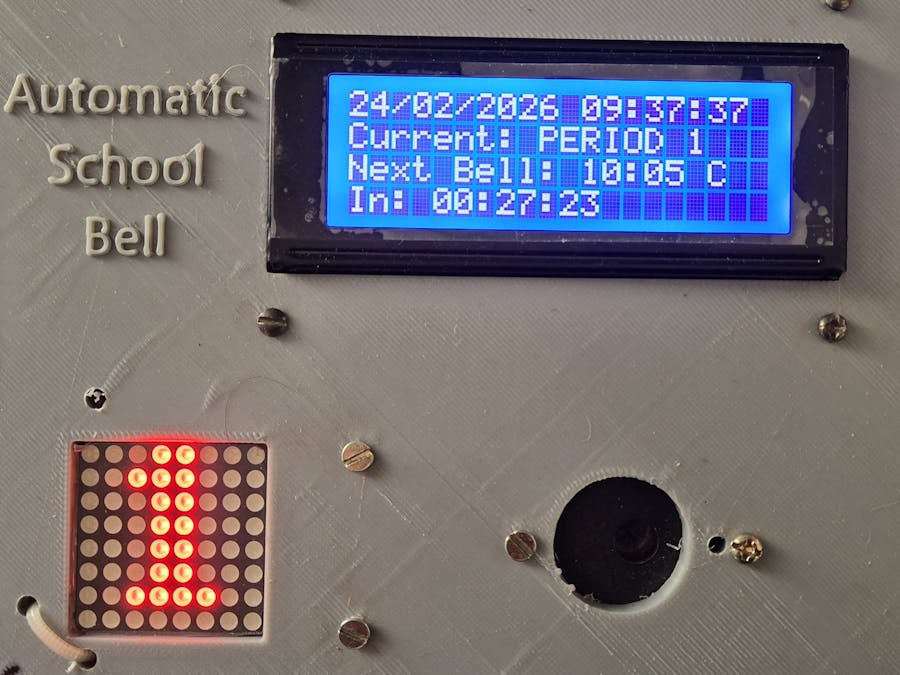 Automatic
School
Bell
24/02/2026 09:37:37
Current: PERIOD 1
Next Bell: 10:05 C
In: 00:27:23
1